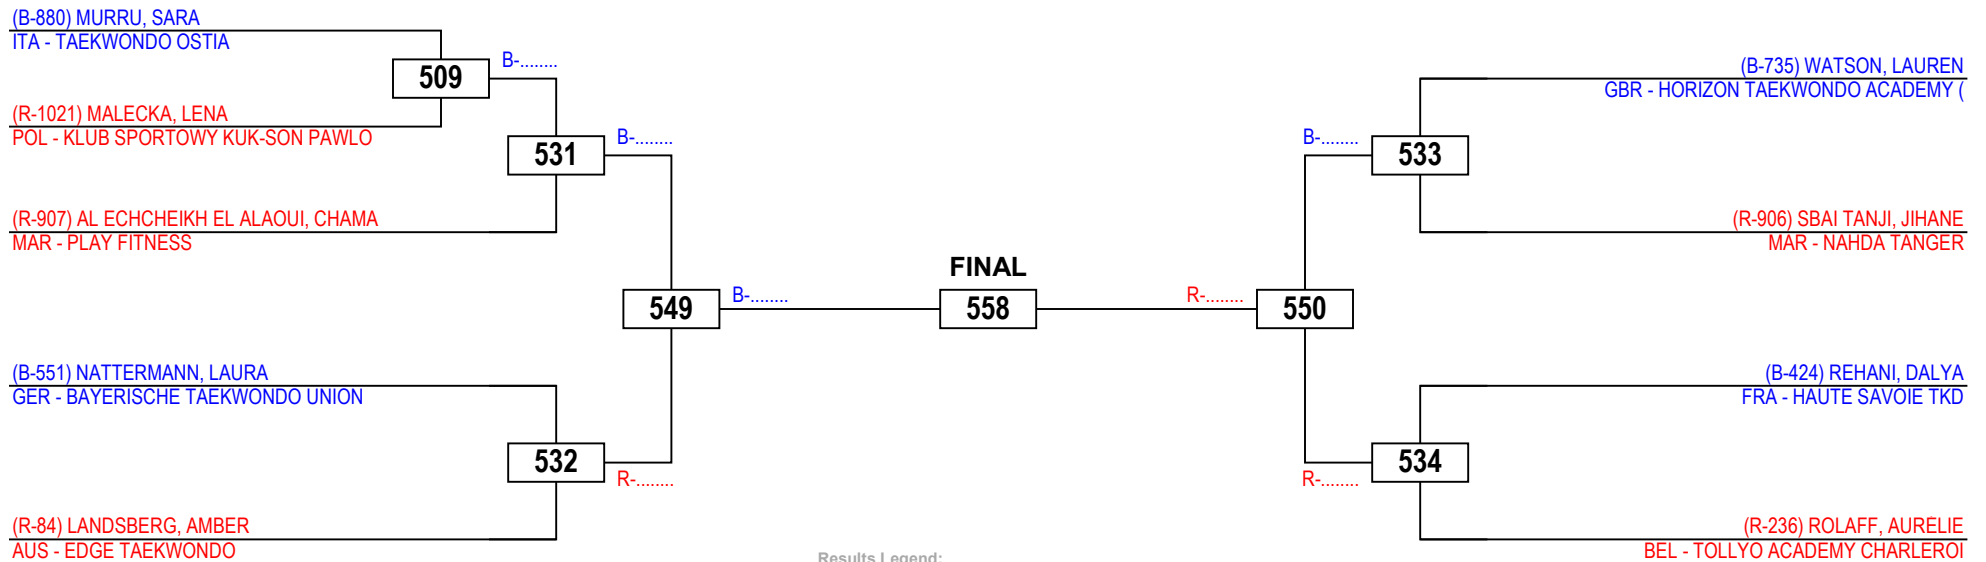 (B-880) MURRU, SARA
ITA - TAEKWONDO OSTIA
509
B-........
(R-1021) MALECKA, LENA
POL - KLUB SPORTOWY KUK-SON PAWLO
531
B-........
(R-907) AL ECHCHEIKH EL ALAOUI, CHAMA
MAR - PLAY FITNESS
549
B-........
(B-551) NATTERMANN, LAURA
GER - BAYERISCHE TAEKWONDO UNION
532
R-........
(R-84) LANDSBERG, AMBER
AUS - EDGE TAEKWONDO
FINAL
558
(B-735) WATSON, LAUREN
GBR - HORIZON TAEKWONDO ACADEMY (
B-........
533
(R-906) SBAI TANJI, JIHANE
MAR - NAHDA TANGER
R-........
550
(B-424) REHANI, DALYA
FRA - HAUTE SAVOIE TKD
534
R-........
(R-236) ROLAFF, AURÉLIE
BEL - TOLLYO ACADEMY CHARLEROI
Results Legend: